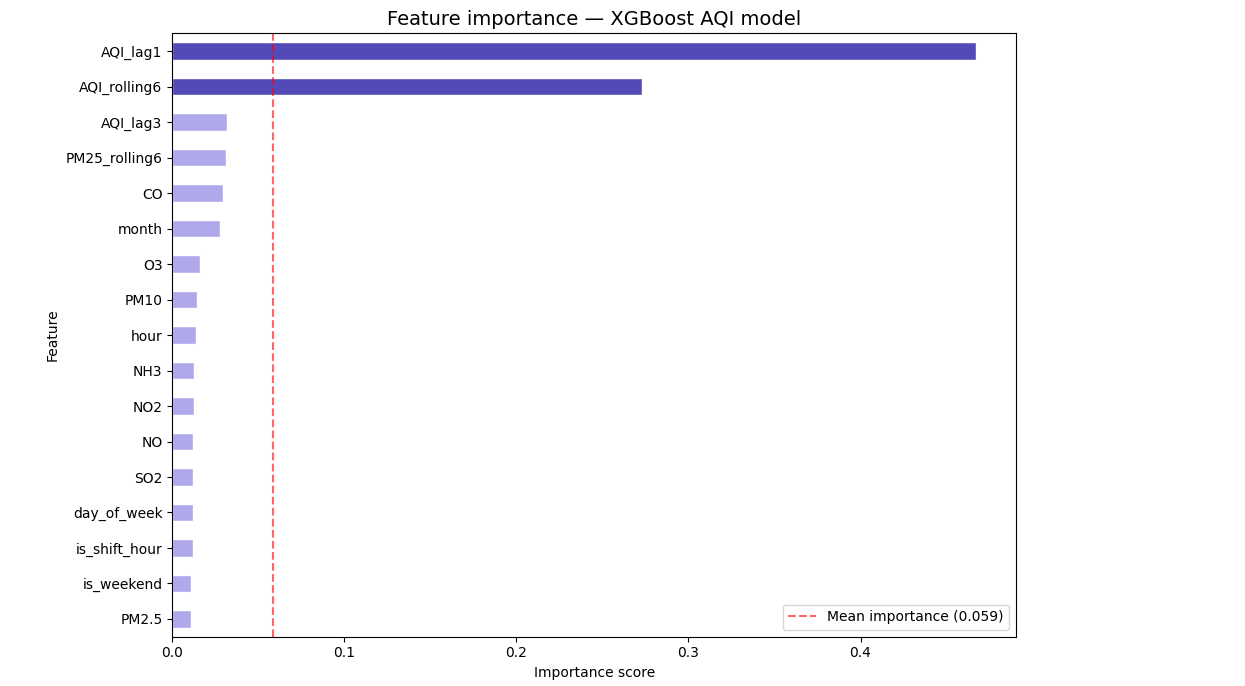 Feature importance — XGBoost AQI model
AQI_lag1
AQI_rolling6
AQI_lag3
PM25_rolling6
CO
month
O3
PM10
hour
NH3
NO2
NO
SO2
day_of_week
is_shift_hour
is_weekend
PM2.5
Feature
Mean importance (0.059)
0.0 0.1 0.2 0.3 0.4
Importance score